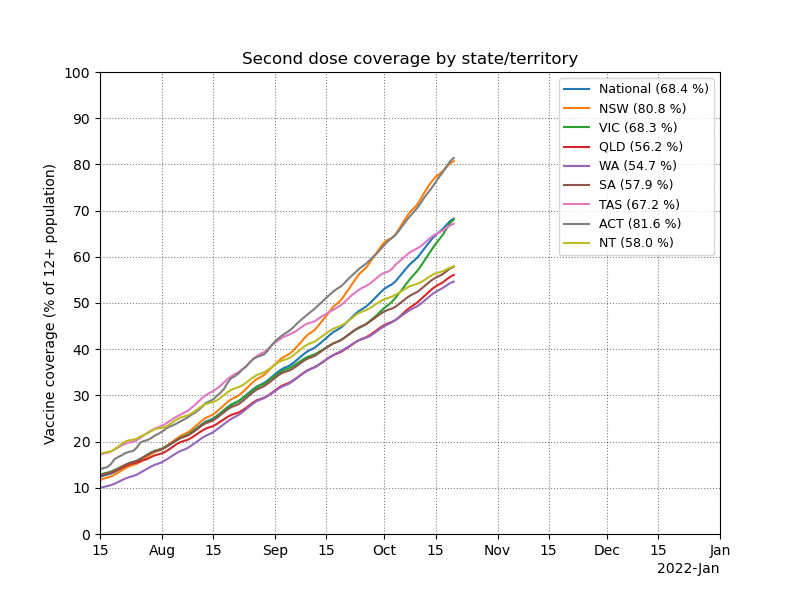 Second dose coverage by state/territory
Vaccine coverage (% of 12+ population)
100
90
80
70
60
50
40
30
20
10
0
National (68.4 %)
NSW (80.8 %)
VIC (68.3 %)
QLD (56.2 %)
WA (54.7 %)
SA (57.9 %)
TAS (67.2 %)
ACT (81.6 %)
NT (58.0 %)
15 Aug 15 Sep 15 Oct 15 Nov 15 Dec 15 Jan
2022-Jan